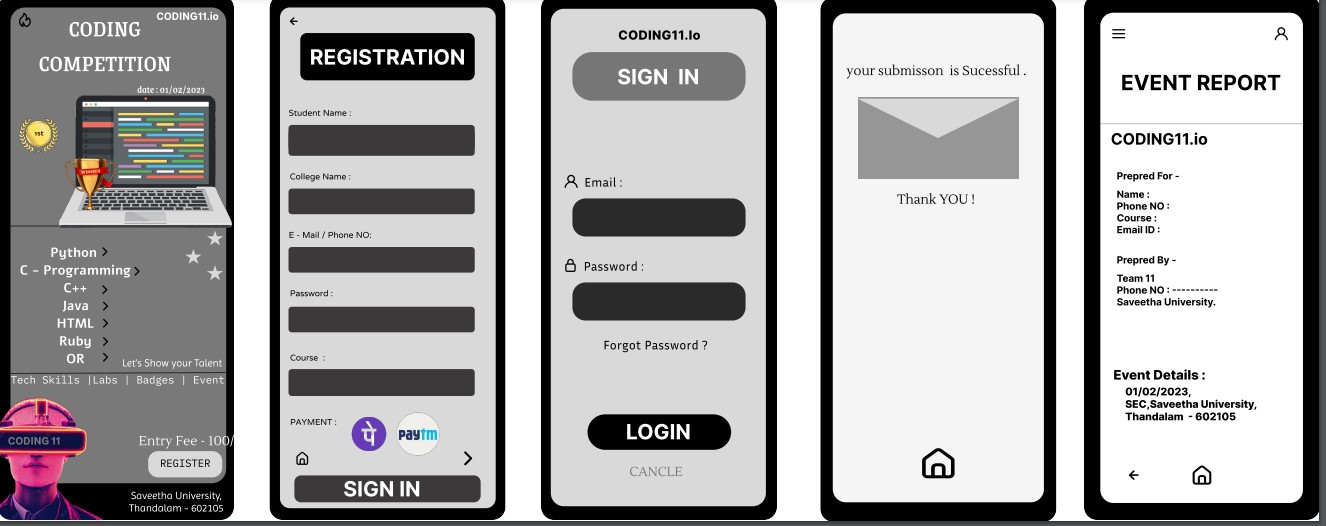 CODING11.io
CODING
COMPETITION
date : 01/02/2023
1st
WINNER
Python >
C - Programming >
C++ >
Java >
HTML >
Ruby >
OR >
Let's Show your Talent
Tech Skills |Labs | Badges | Event
CODING 11
Entry Fee - 100/
REGISTER
Saveetha University,
Thandalam - 602105
REGISTRATION
Student Name :
College Name :
E - Mail / Phone NO:
Password :
Course :
PAYMENT :
पे
paytm
SIGN IN
CODING11.Io
SIGN IN
Email :
Password :
Forgot Password ?
LOGIN
CANCLE
your submisson is Sucessful .
Thank YOU !
EVENT REPORT
CODING11.io
Prepred For -
Name :
Phone NO :
Course :
Email ID :
Prepred By -
Team 11
Phone NO : ----------
Saveetha University.
Event Details :
01/02/2023,
SEC,Saveetha University,
Thandalam - 602105